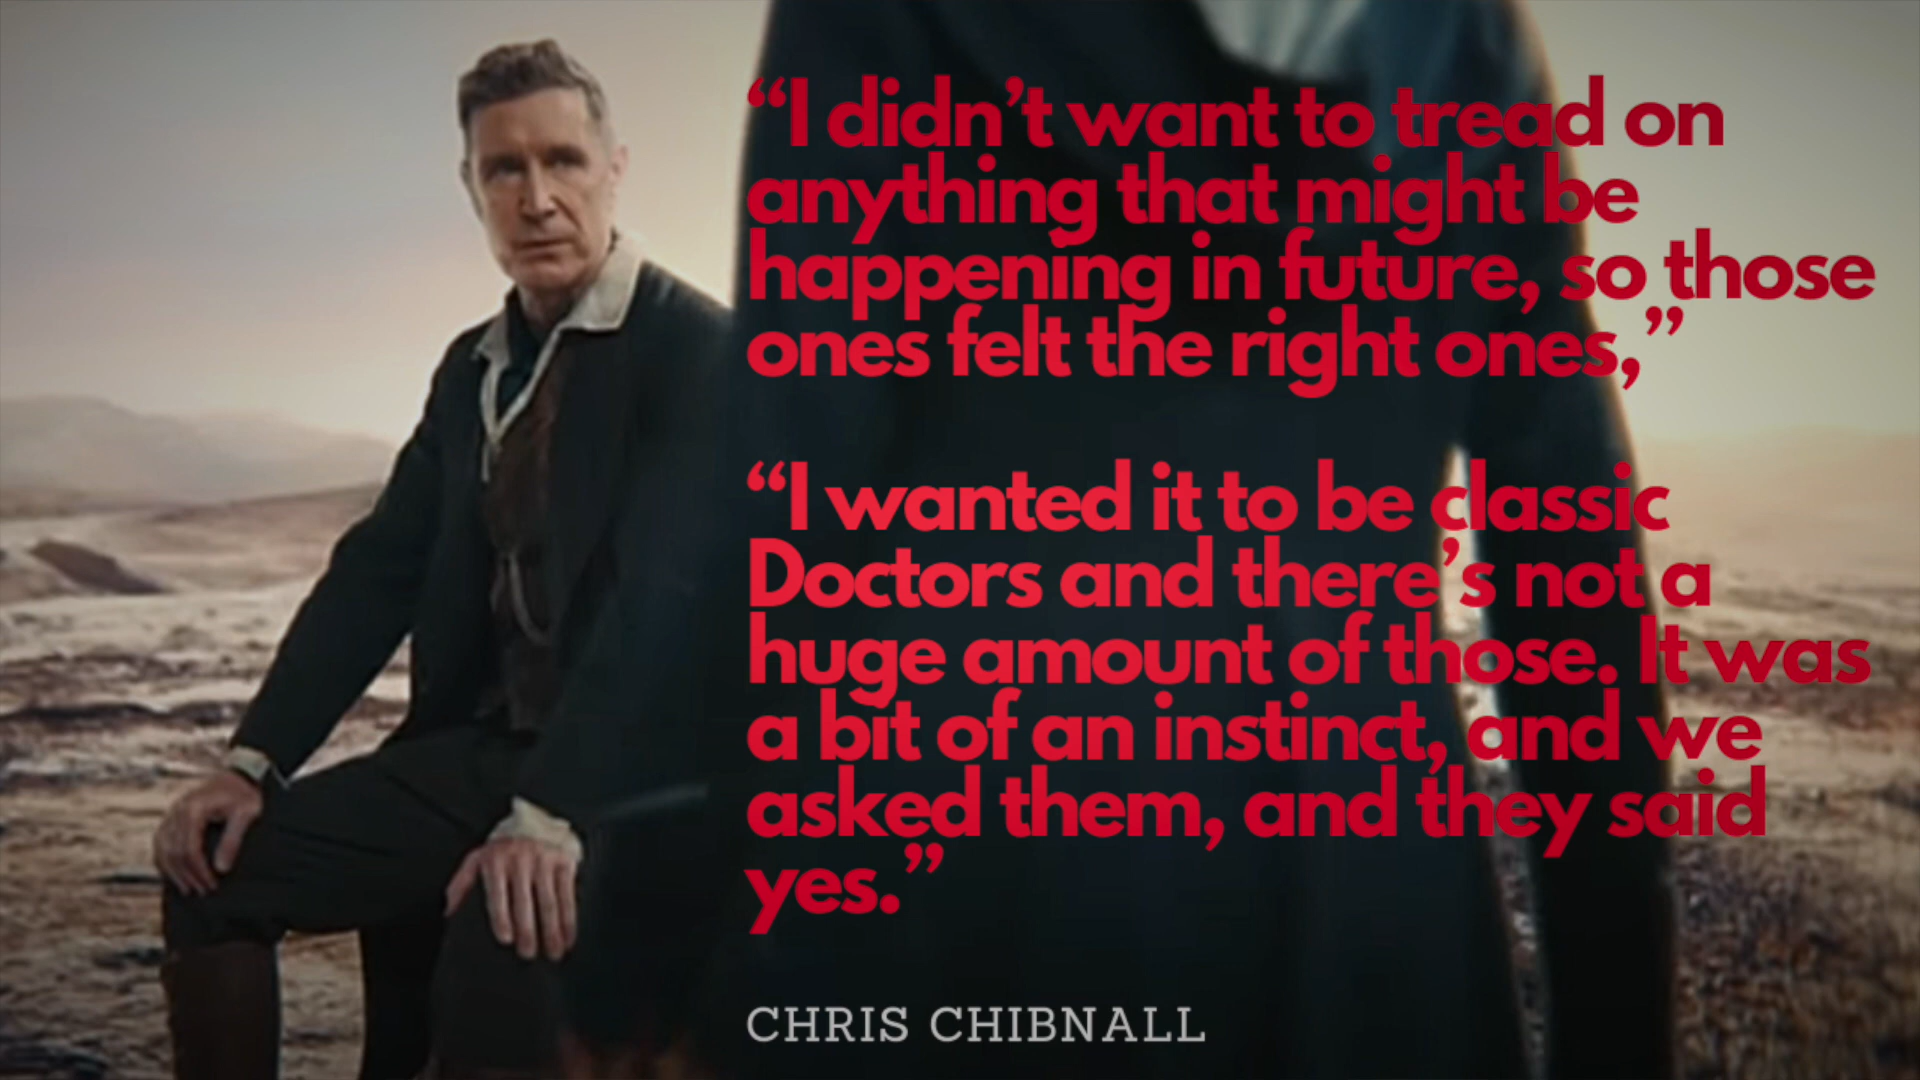 “I didn’t want to tread on
anything that might be
happening in future, so those
ones felt the right ones,”
“I wanted it to be classic
Doctors and there’s not a
huge amount of those. It was
a bit of an instinct, and we
asked them, and they said
yes.”
CHRIS CHIBNALL